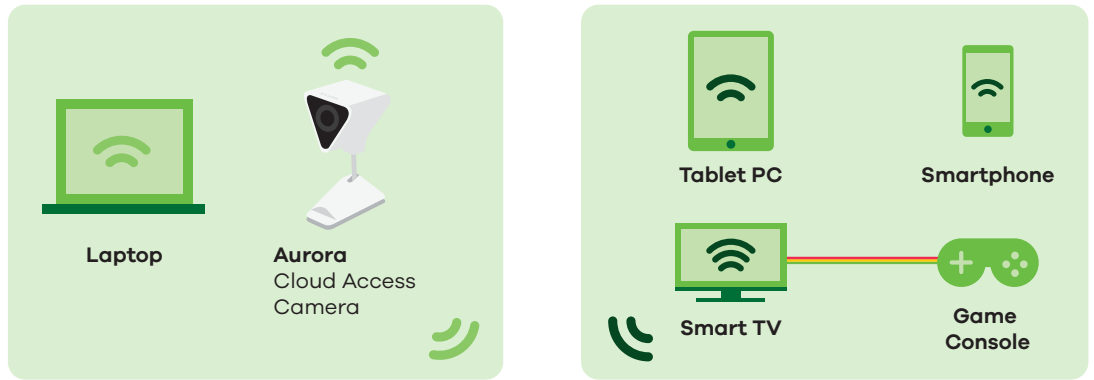 Laptop
Aurora
Cloud Access
Camera
Tablet PC
Smartphone
Smart TV
Game
Console